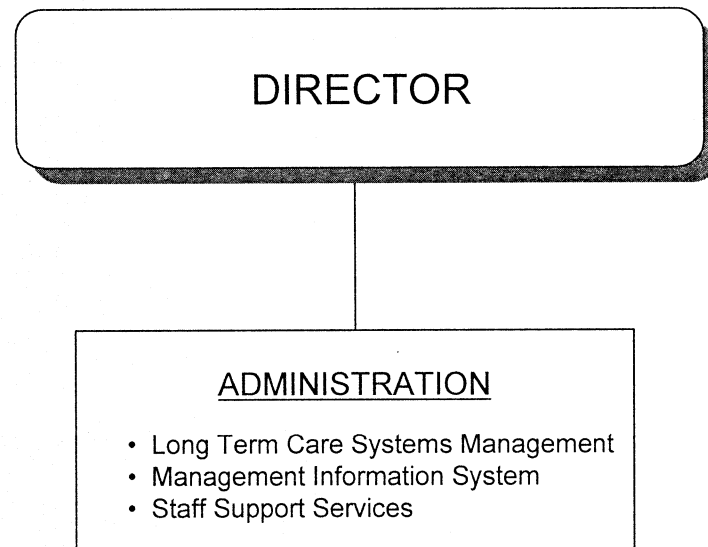 DIRECTOR
ADMINISTRATION
• Long Term Care Systems Management
• Management Information System
• Staff Support Services